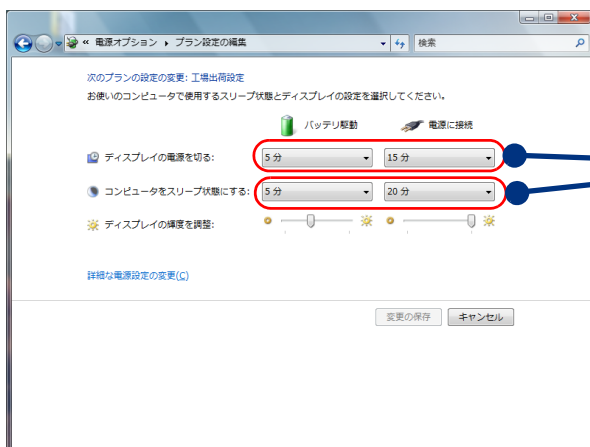 « 電源オプション ▸ プラン設定の編集
検索
次のプランの設定の変更: 工場出荷設定
お使いのコンピュータで使用するスリープ状態とディスプレイの設定を選択してください。
バッテリ駆動 電源に接続
ディスプレイの電源を切る: 5 分 15 分
コンピュータをスリープ状態にする: 5 分 20 分
ディスプレイの輝度を調整:
詳細な電源設定の変更(C)
変更の保存 キャンセル